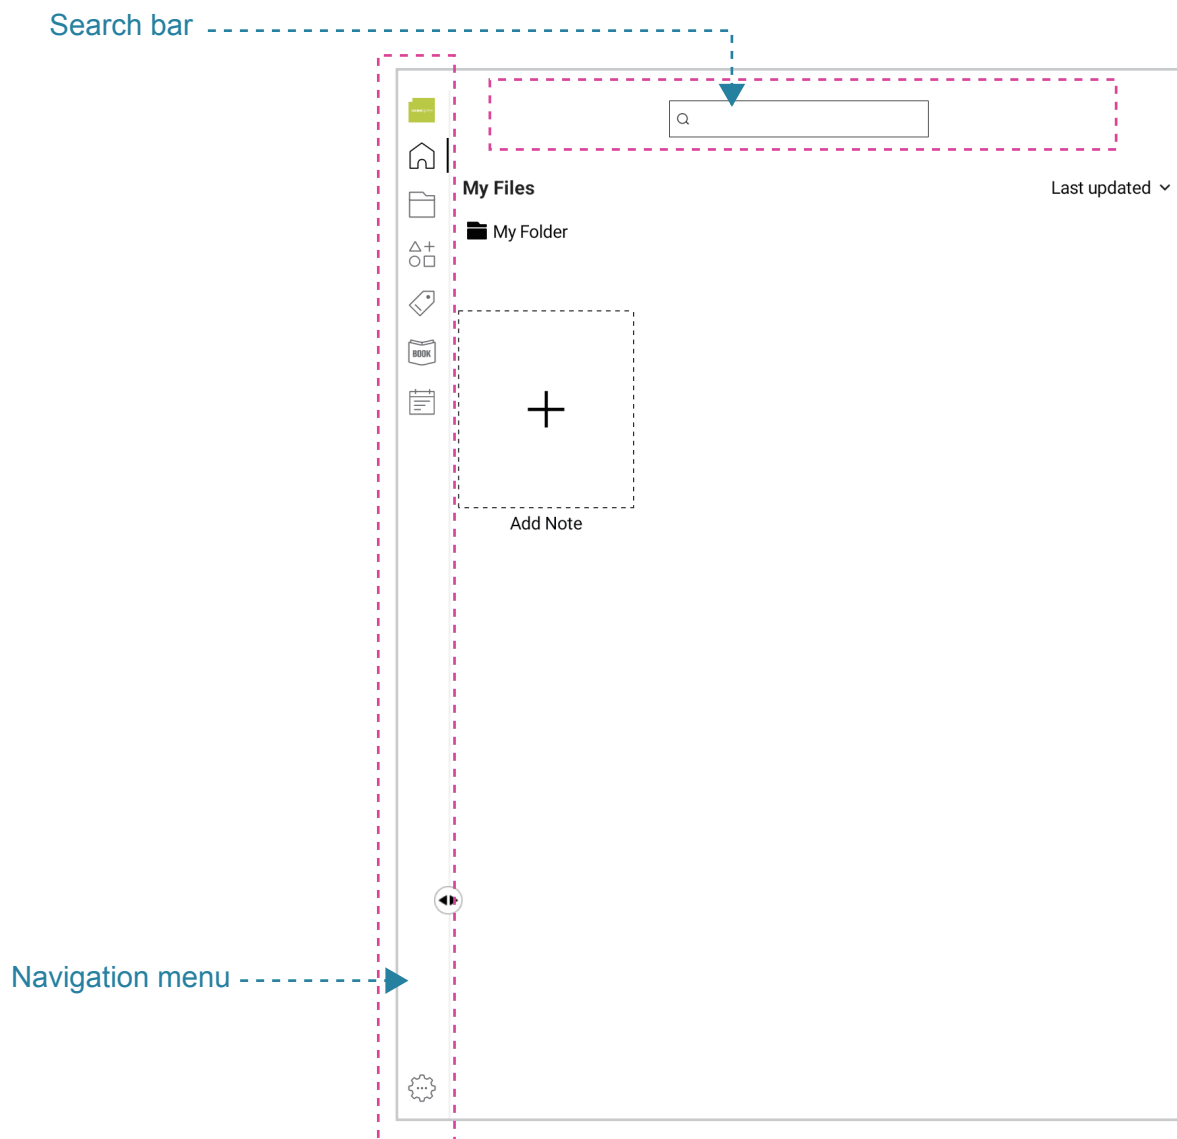 Search bar
My Files
Last updated
My Folder
BOOK
Add Note
Navigation menu